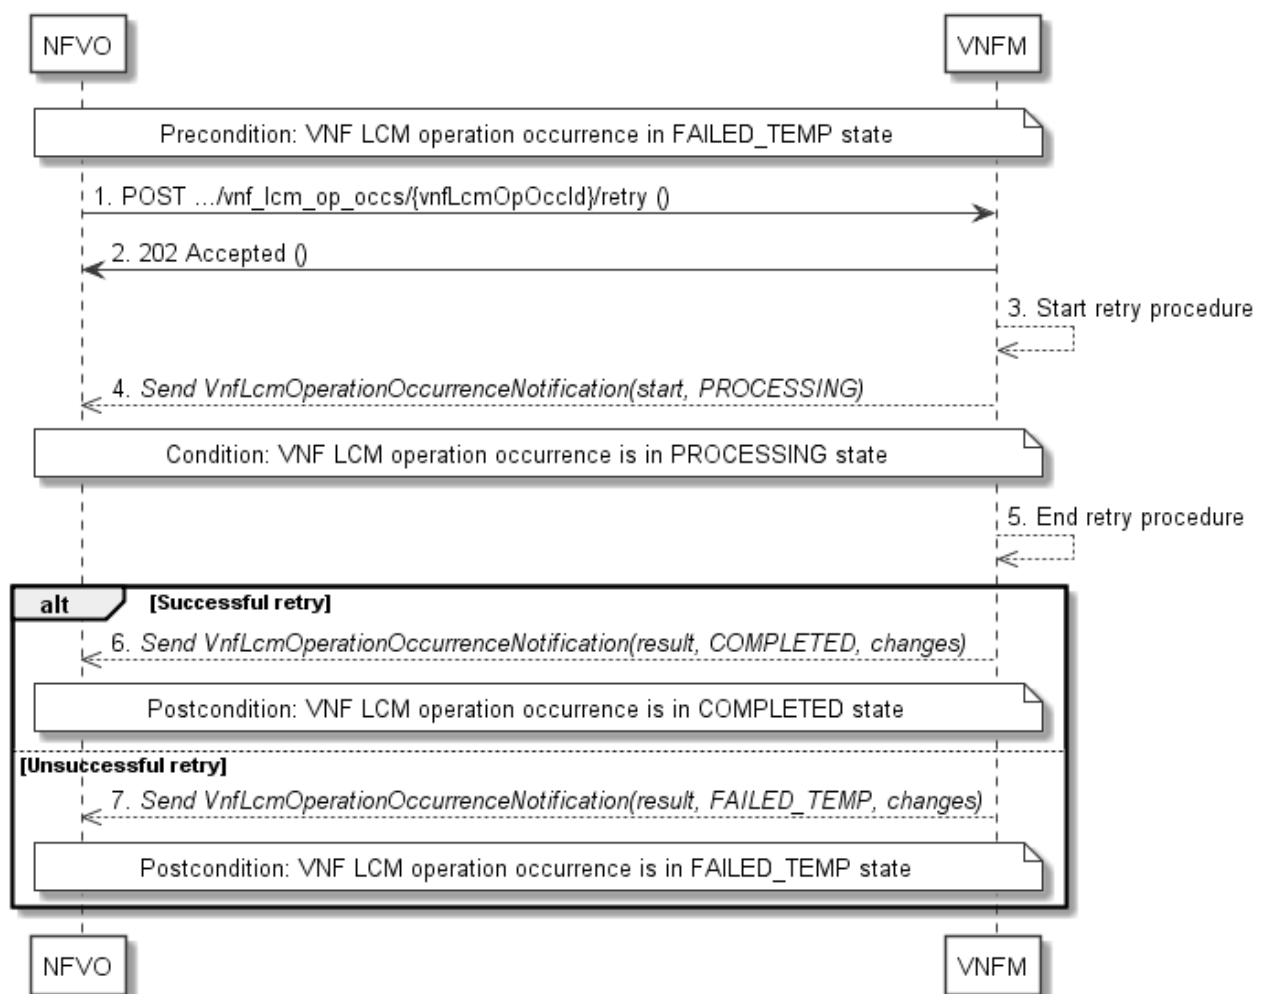 NFVO
VNFM
Precondition: VNF LCM operation occurrence in FAILED_TEMP state
1. POST .../vnf_lcm_op_occs/{vnfLcmOpOccId}/retry ()
2. 202 Accepted ()
3. Start retry procedure
4. Send VnfLcmOperationOccurrenceNotification(start, PROCESSING)
Condition: VNF LCM operation occurrence is in PROCESSING state
5. End retry procedure
alt [Successful retry]
6. Send VnfLcmOperationOccurrenceNotification(result, COMPLETED, changes)
Postcondition: VNF LCM operation occurrence is in COMPLETED state
[Unsuccessful retry]
7. Send VnfLcmOperationOccurrenceNotification(result, FAILED_TEMP, changes)
Postcondition: VNF LCM operation occurrence is in FAILED_TEMP state
NFVO
VNFM